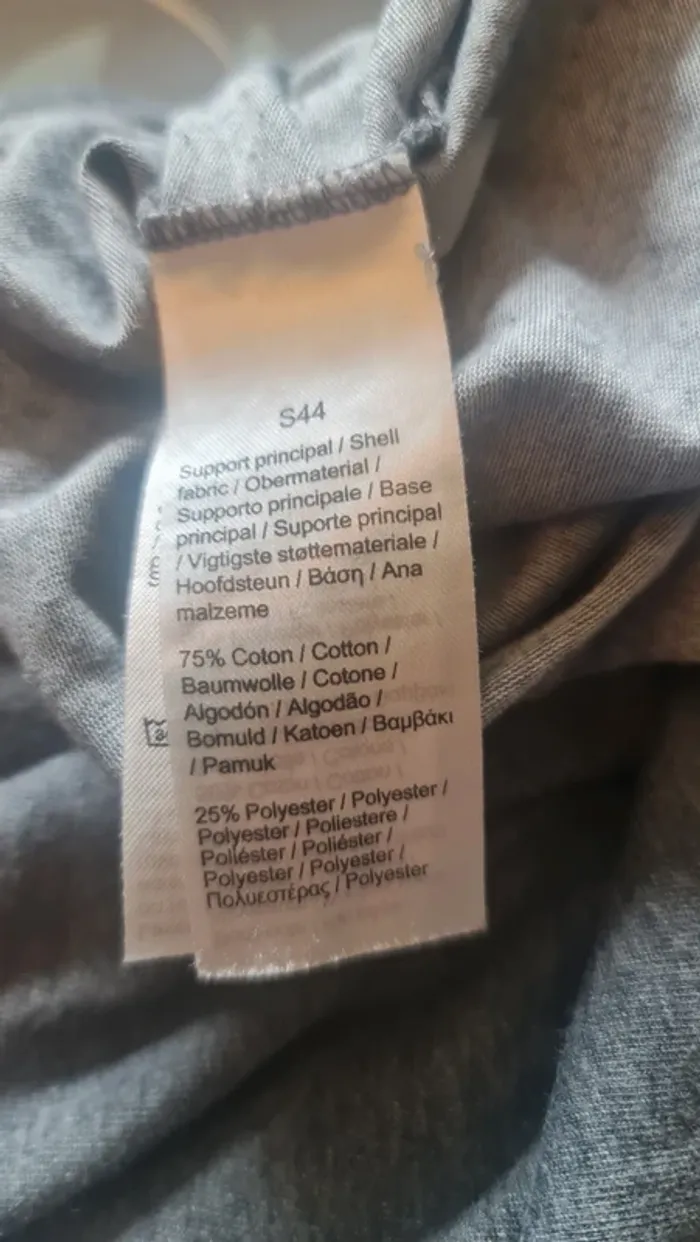 S44
Support principal / Shell
fabric / Obermaterial /
Supporto principale / Base
principal / Suporte principal
/ Vigtigste støttemateriale /
Hoofdsteun / Βάση / Ana
malzeme
75% Coton / Cotton /
Baumwolle / Cotone /
Algodón / Algodão /
Bomuld / Katoen / Βαμβάκι
/ Pamuk
25% Polyester / Polyester /
Polyester / Poliestere /
Poliéster / Poliéster /
Polyester / Polyester /
Πολυεστέρας / Polyester